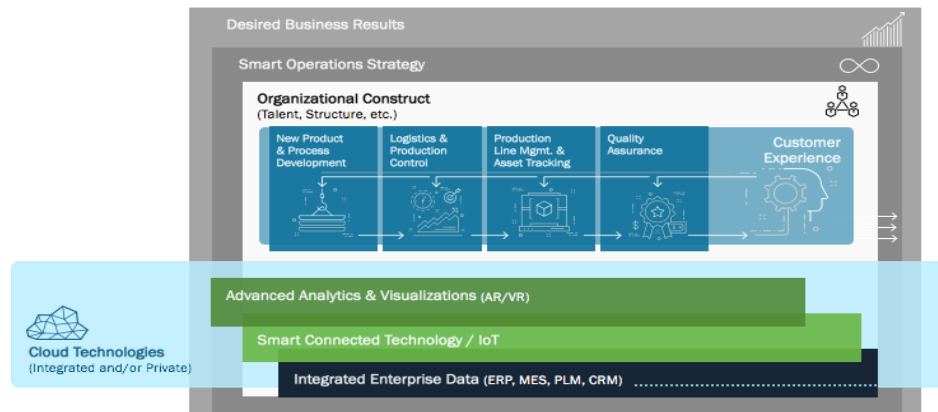 Desired Business Results
Smart Operations Strategy
Organizational Construct
(Talent, Structure, etc.)
New Product
& Process
Development
Logistics &
Production
Control
Production
Line Mgmt. &
Asset Tracking
Quality
Assurance
Customer
Experience
Advanced Analytics & Visualizations (AR/VR)
Smart Connected Technology / IoT
Cloud Technologies
(Integrated and/or Private)
Integrated Enterprise Data (ERP, MES, PLM, CRM)